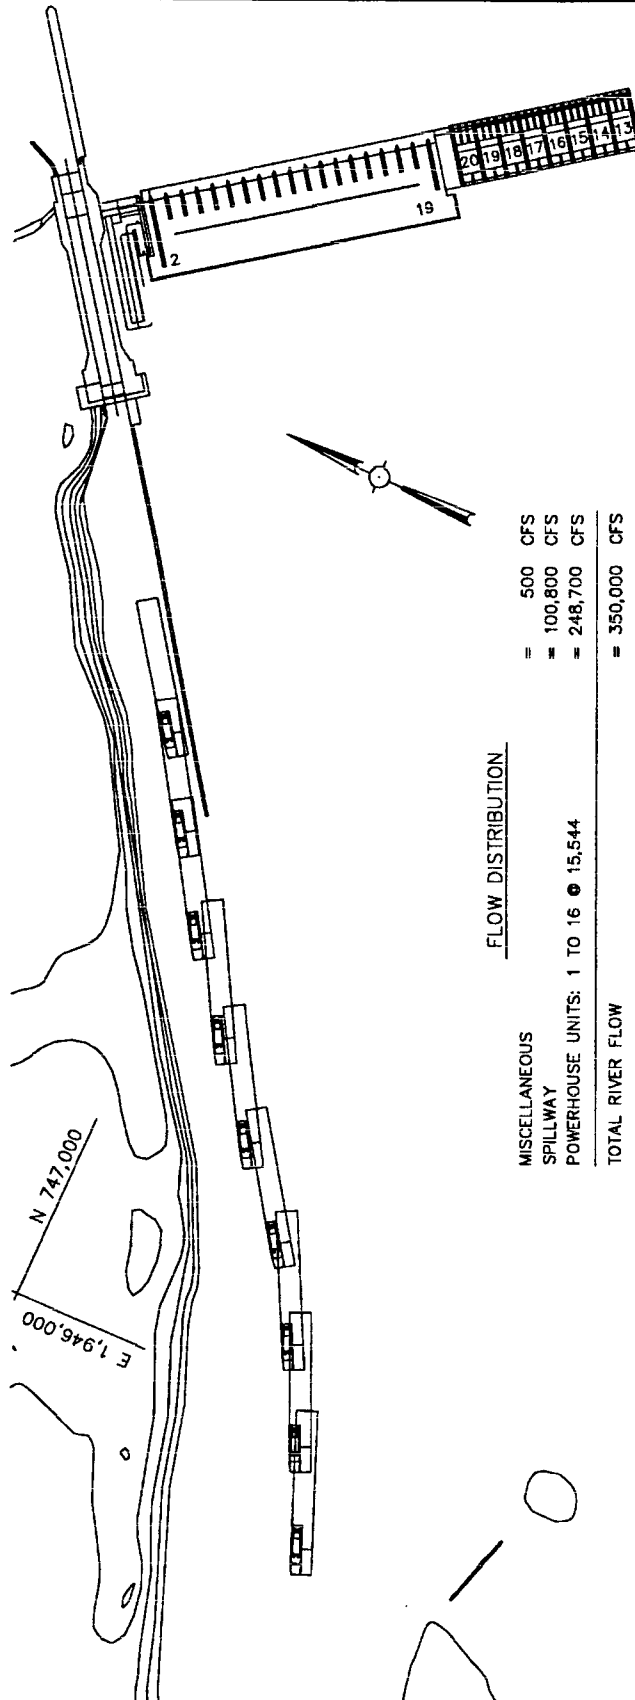 20 19 18 17 16 15 14 13
19
2
FLOW DISTRIBUTION
MISCELLANEOUS = 500 CFS
SPILLWAY = 100,800 CFS
POWERHOUSE UNITS: 1 TO 16 @ 15,544 = 248,700 CFS
TOTAL RIVER FLOW = 350,000 CFS
N 747,000
E 1,946,000